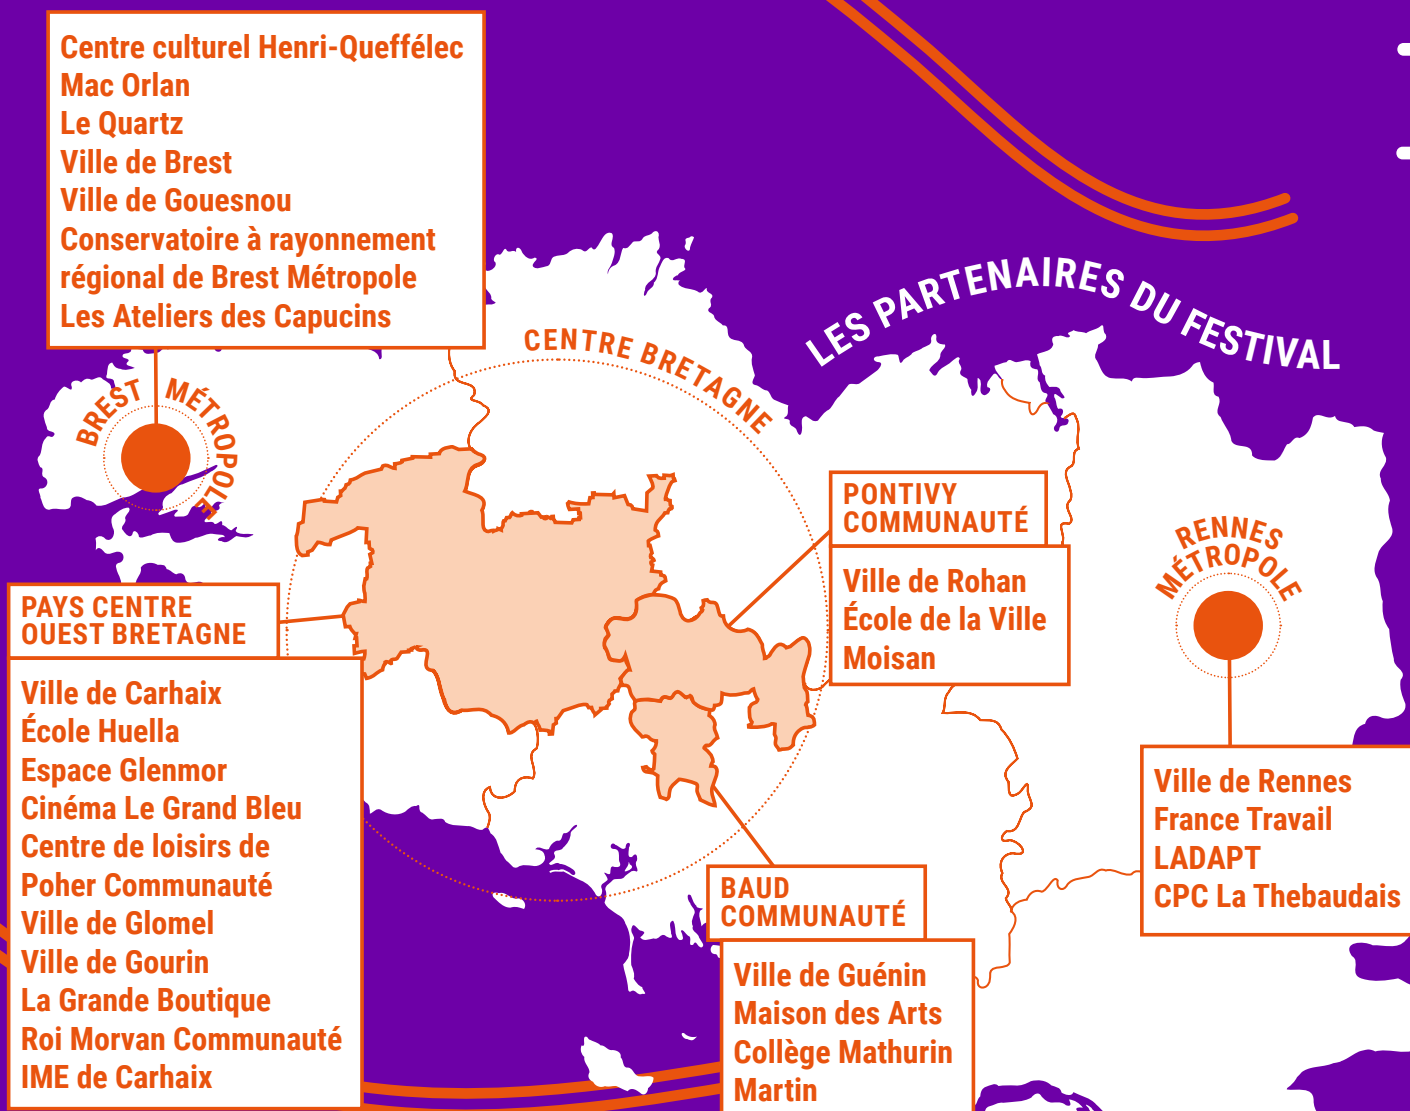 Centre culturel Henri-Queffélec
Mac Orlan
Le Quartz
Ville de Brest
Ville de Gouesnou
Conservatoire à rayonnement
régional de Brest Métropole
Les Ateliers des Capucins
LES PARTENAIRES DU FESTIVAL
CENTRE BRETAGNE
BREST MÉTROPOLE
PONTIVY
COMMUNAUTÉ
Ville de Rohan
École de la Ville
Moisan
RENNES
MÉTROPOLE
Ville de Rennes
France Travail
LADAPT
CPC La Thebaudais
PAYS CENTRE
OUEST BRETAGNE
Ville de Carhaix
École Huella
Espace Glenmor
Cinéma Le Grand Bleu
Centre de loisirs de
Poher Communauté
Ville de Glomel
Ville de Gourin
La Grande Boutique
Roi Morvan Communauté
IME de Carhaix
BAUD
COMMUNAUTÉ
Ville de Guénin
Maison des Arts
Collège Mathurin
Martin